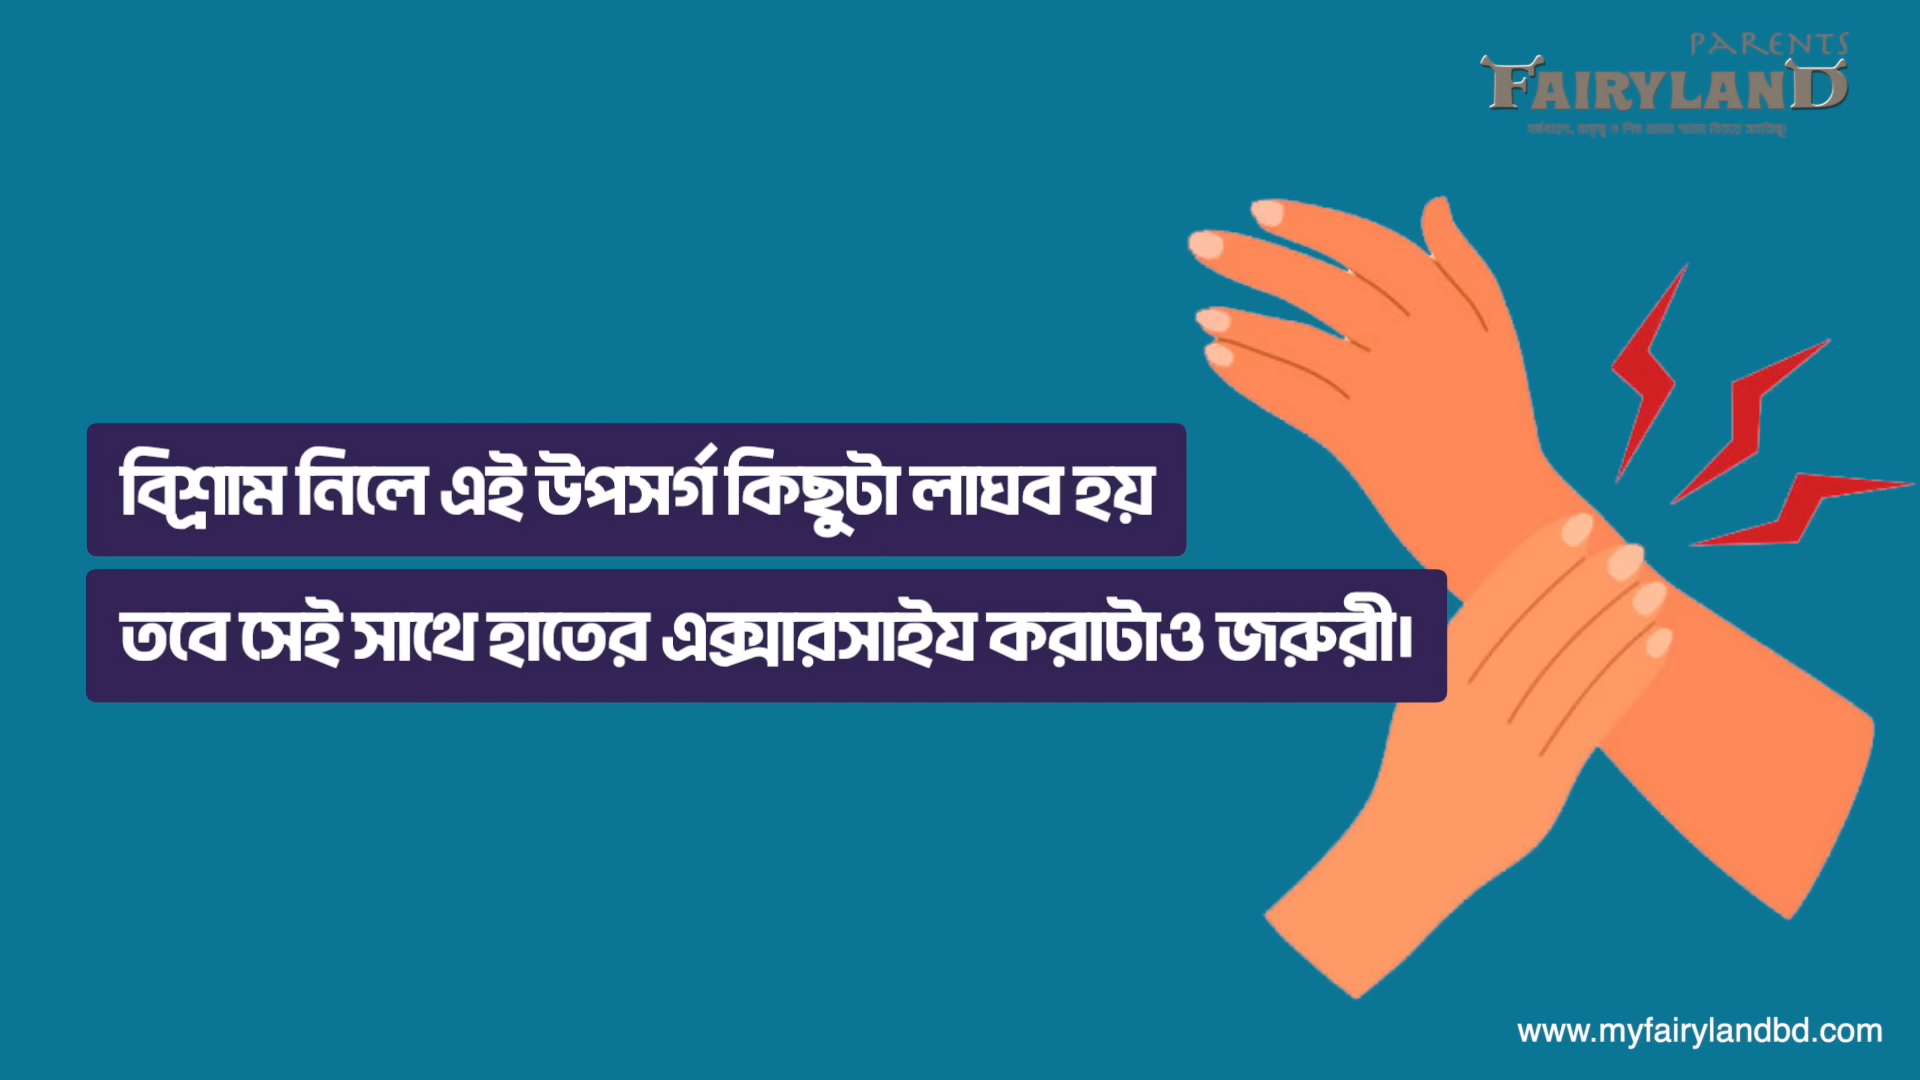 PARENTS
FAIRYLAND
বিশ্রাম নিলে এই উপসর্গ কিছুটা লাঘব হয়
তবে সেই সাথে হাতের এক্সারসাইয করাটাও জরুরী।
www.myfairylandbd.com